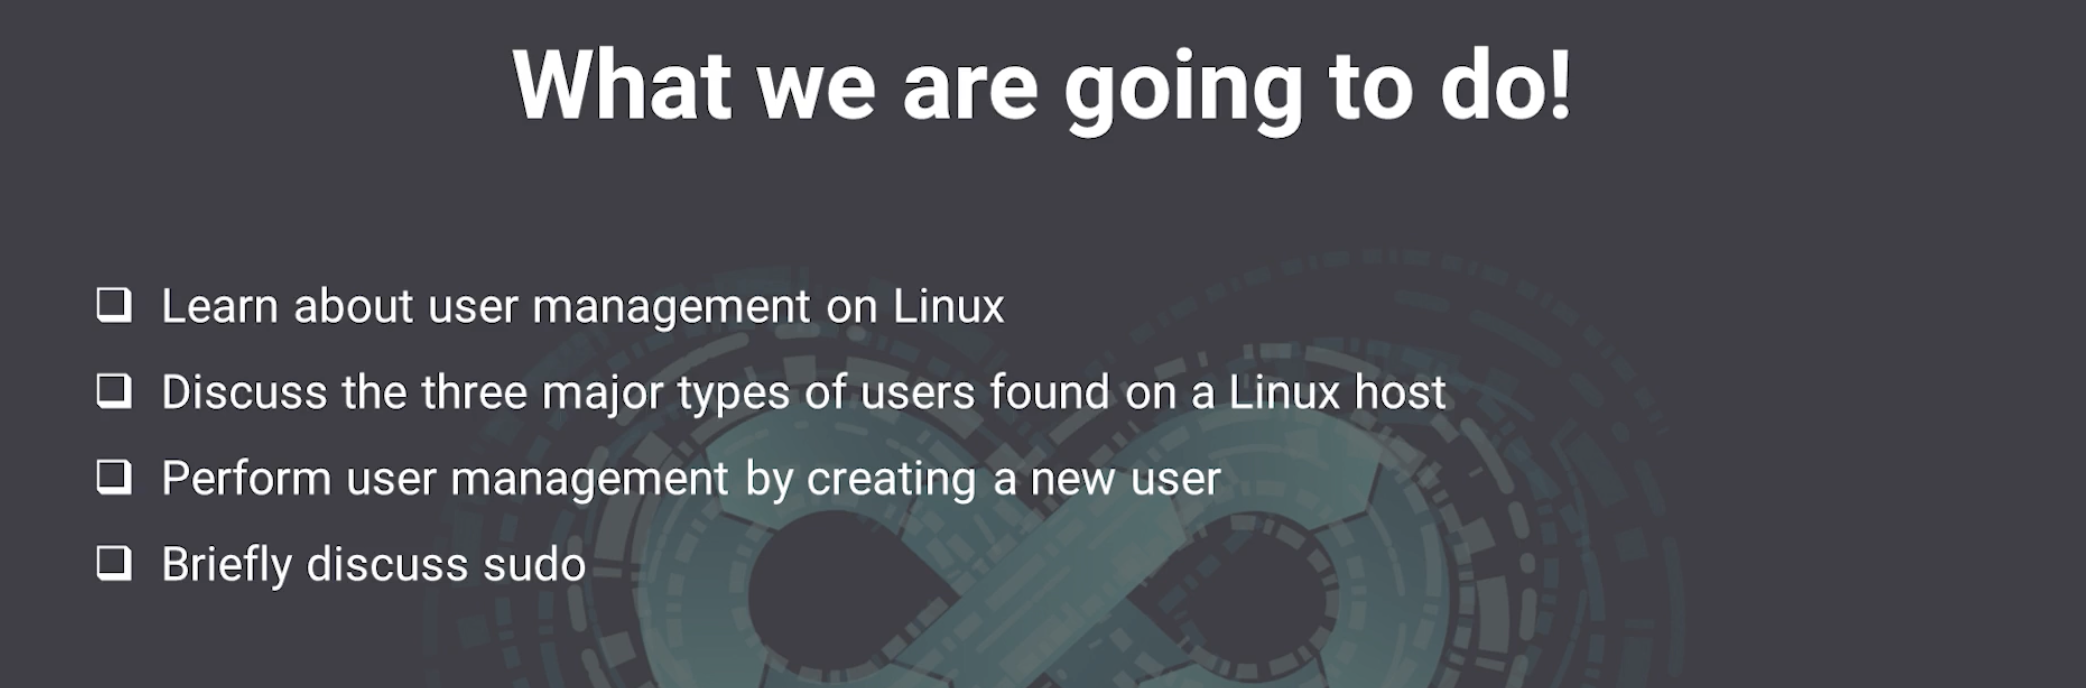 What we are going to do!
❑ Learn about user management on Linux
❑ Discuss the three major types of users found on a Linux host
❑ Perform user management by creating a new user
❑ Briefly discuss sudo